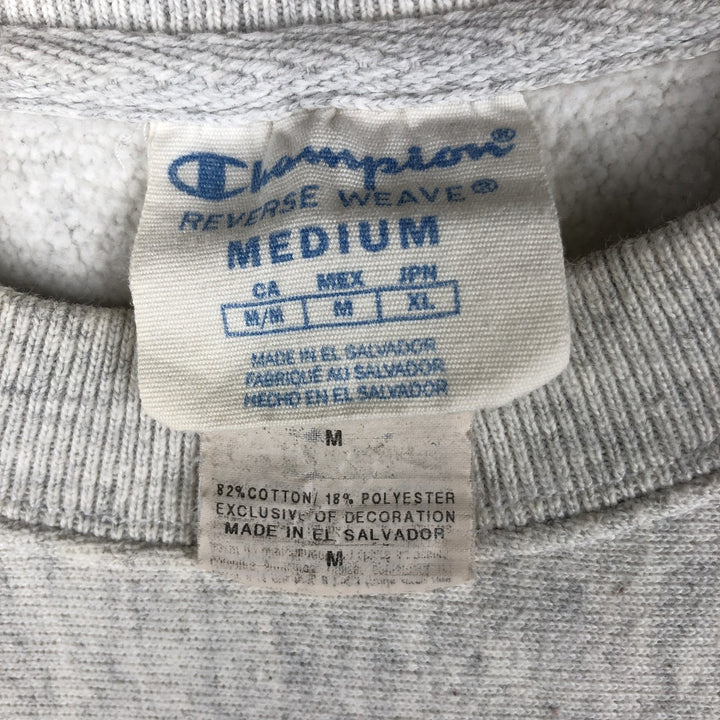 Champion®
REVERSE WEAVE®
MEDIUM
CA MEX JPN
M/M M XL
MADE IN EL SALVADOR
FABRIQUÉ AU SALVADOR
HECHO EN EL SALVADOR
M
82%COTTON/ 18% POLYESTER
EXCLUSIVE OF DECORATION
MADE IN EL SALVADOR
M